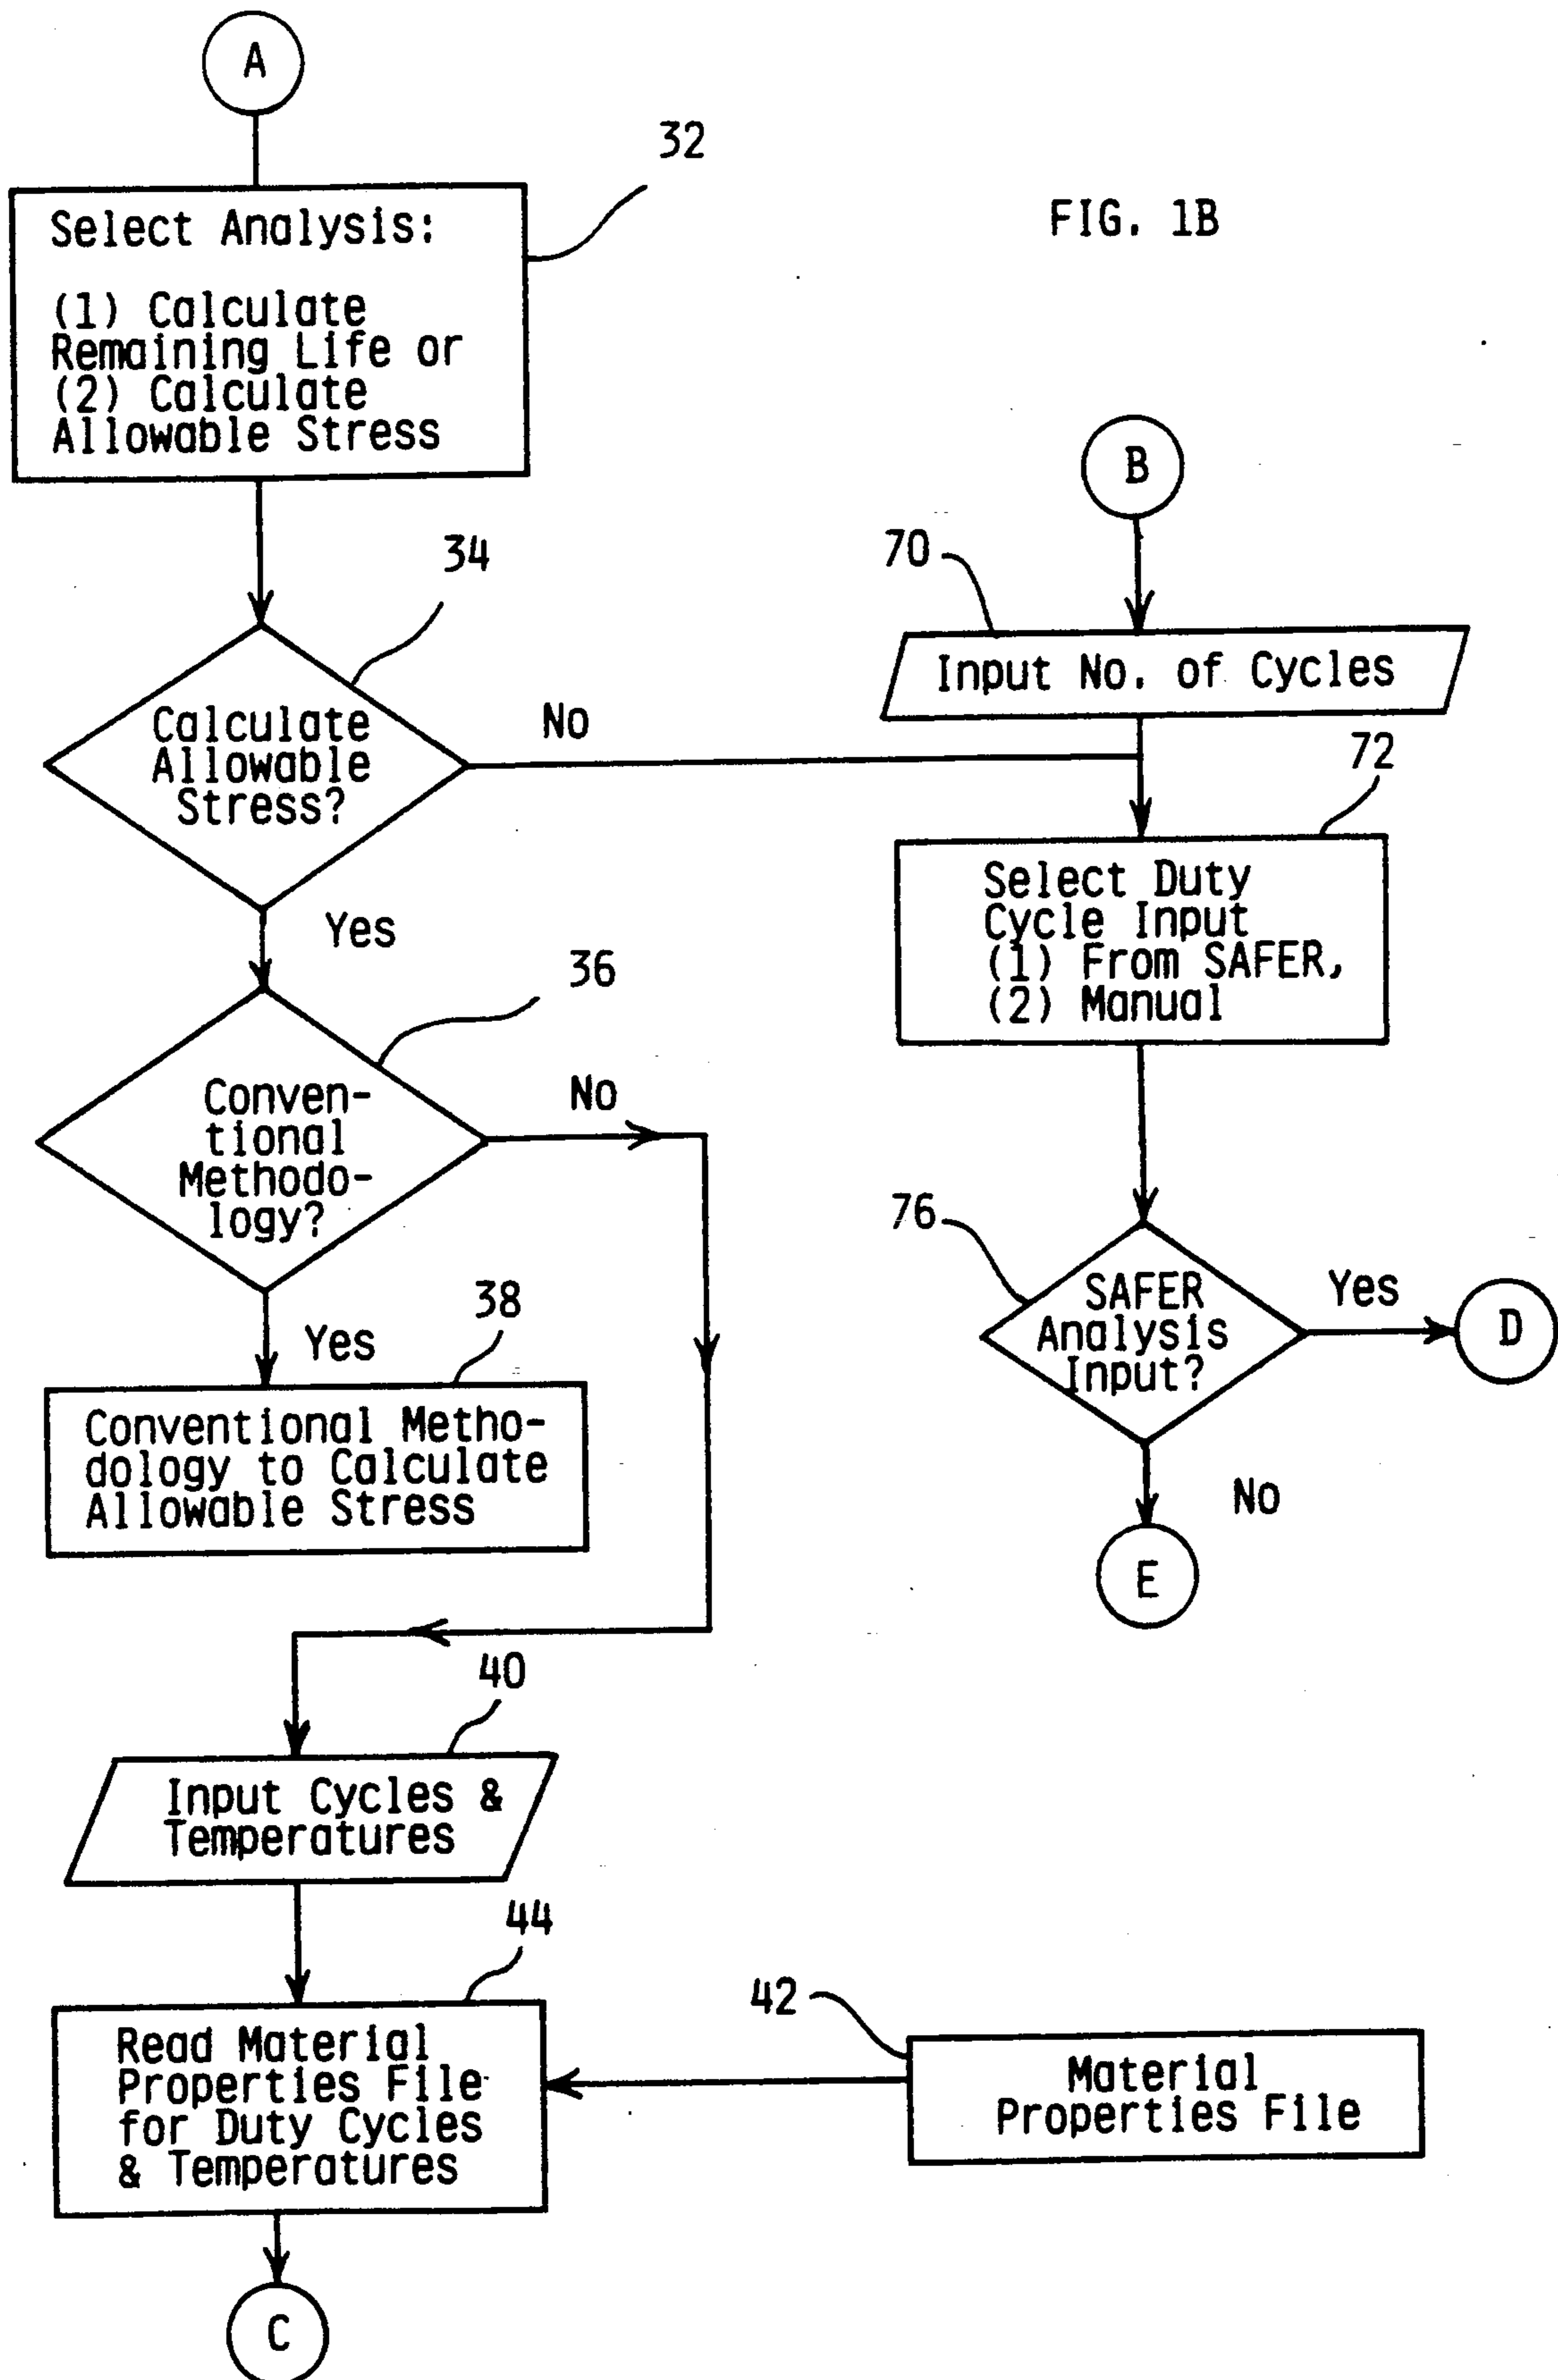 A
32
Select Analysis:
(1) Calculate
Remaining Life or
(2) Calculate
Allowable Stress
FIG. 1B
34
Calculate
Allowable
Stress?
No
Yes
36
Conven-
tional
Methodo-
logy?
No
Yes
38
Conventional Metho-
dology to Calculate
Allowable Stress
40
Input Cycles &
Temperatures
44
Read Material
Properties File
for Duty Cycles
& Temperatures
42
Material
Properties File
C
B
70
Input No. of Cycles
72
Select Duty
Cycle Input
(1) From SAFER,
(2) Manual
76
SAFER
Analysis
Input?
Yes
D
No
E